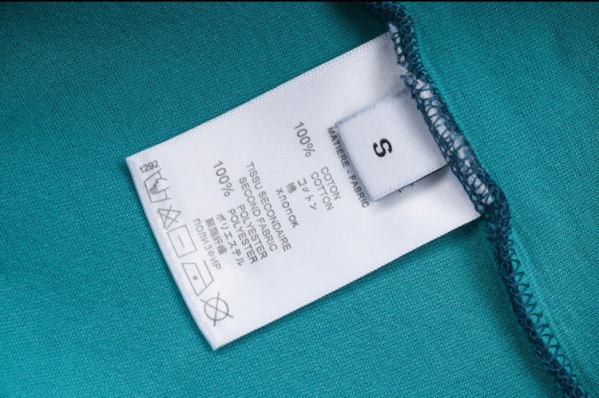 S
MATIERE - FABRIC
100%
COTON
COTTON
コットン
棉
хлопок
100%
TISSU SECONDAIRE
SECOND FABRIC
POLYESTER
POLYESTER
ポリエステル
聚酯纤维
ПОЛИЭФИР
1292